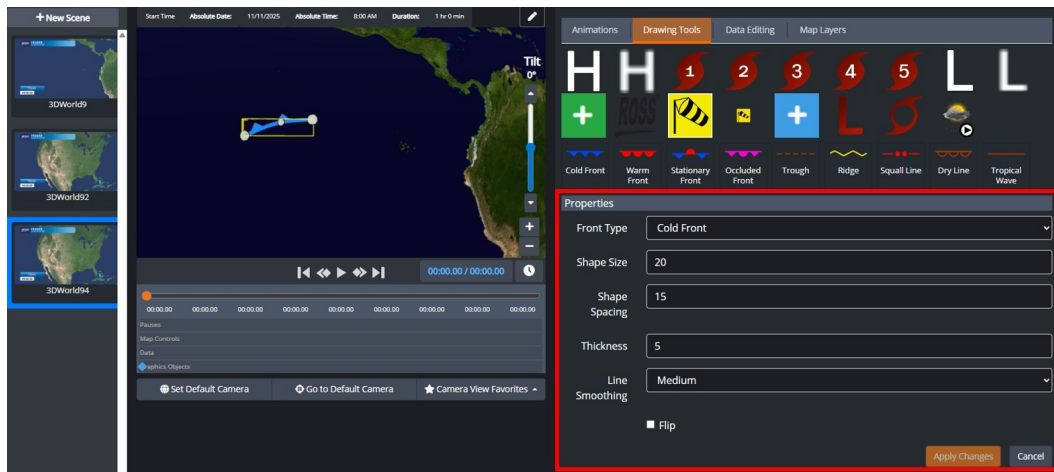 + New Scene
3DWorld9
3DWorld92
3DWorld94
Start Time Absolute Date: 11/11/2025 Absolute Time: 8:00 AM Duration: 1 hr 0 min
Tilt
0°
00:00.00 / 00:00.00
00:00.00 00:00.00 00:00.00 00:00.00 00:00.00 00:00.00 00:00.00 00:00.00 00:00.00
Pauses
Map Controls
Data
aphics Objects
Set Default Camera Go to Default Camera Camera View Favorites
Animations Drawing Tools Data Editing Map Layers
H H 1 2 3 4 5 L L
ROSS L
Cold Front Warm Front Stationary Front Occluded Front Trough Ridge Squall Line Dry Line Tropical Wave
Properties
Front Type Cold Front
Shape Size 20
Shape Spacing 15
Thickness 5
Line Smoothing Medium
Flip
Apply Changes Cancel